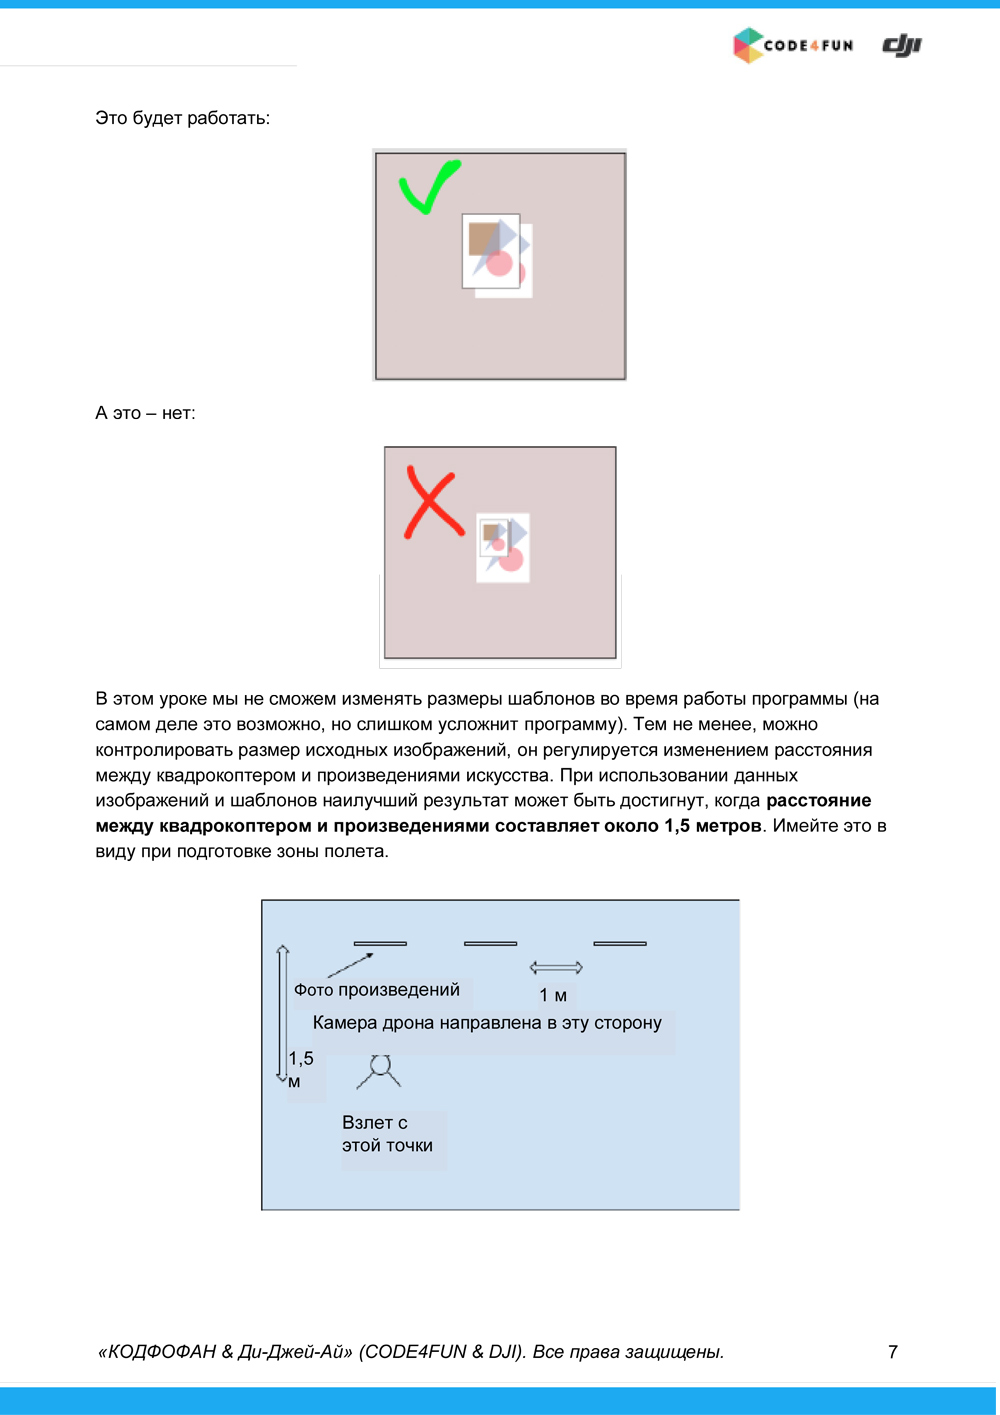 CODE4FUN dji
Это будет работать:
А это – нет:
В этом уроке мы не сможем изменять размеры шаблонов во время работы программы (на
самом деле это возможно, но слишком усложнит программу). Тем не менее, можно
контролировать размер исходных изображений, он регулируется изменением расстояния
между квадрокоптером и произведениями искусства. При использовании данных
изображений и шаблонов наилучший результат может быть достигнут, когда расстояние
между квадрокоптером и произведениями составляет около 1,5 метров. Имейте это в
виду при подготовке зоны полета.
Фото произведений
1 м
Камера дрона направлена в эту сторону
1,5
м
Взлет с
этой точки
«КОДФОФАН & Ди-Джей-Ай» (CODE4FUN & DJI). Все права защищены. 7